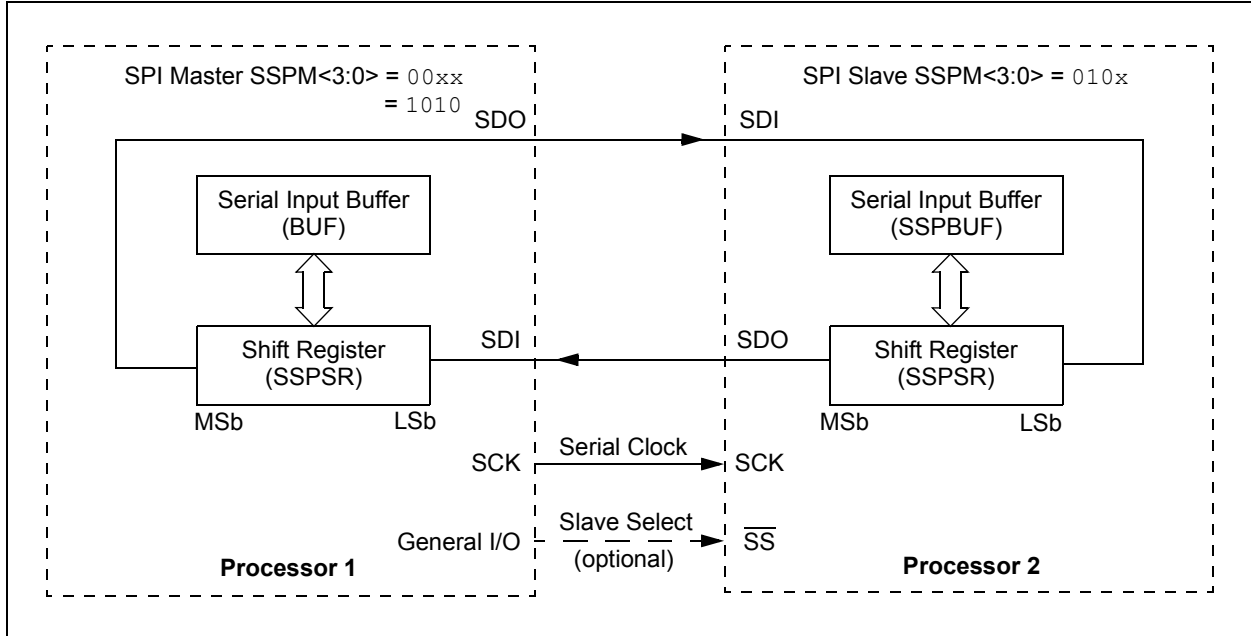 SPI Master SSPM<3:0> = 00xx
= 1010
SPI Slave SSPM<3:0> = 010x
SDO
SDI
Serial Input Buffer
(BUF)
Serial Input Buffer
(SSPBUF)
SDI
SDO
Shift Register
(SSPSR)
Shift Register
(SSPSR)
MSb
LSb
MSb
LSb
SCK
Serial Clock
SCK
General I/O
Slave Select
(optional)
SS
Processor 1
Processor 2